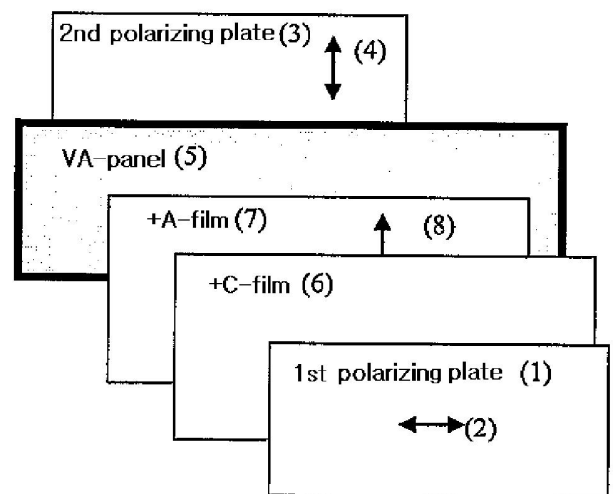 2nd polarizing plate (3)
(4)
VA-panel (5)
+A-film (7)
(8)
+C-film (6)
1st polarizing plate (1)
(2)